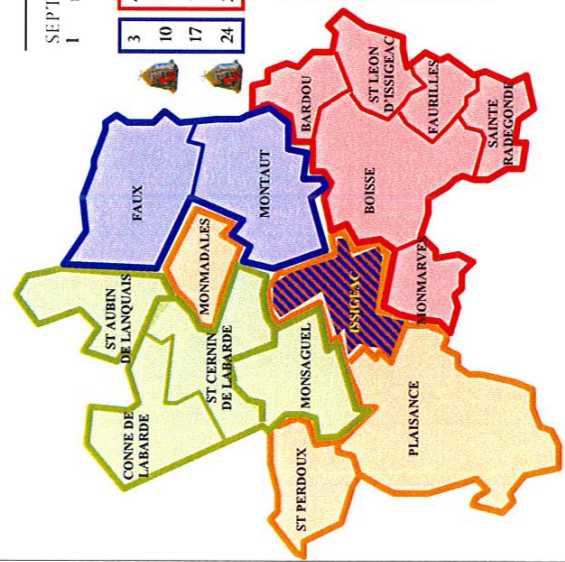 SEPT
1
3
10
17
24
ST AUBIN
DE LANQUAIS
FAUX
CONNE DE
LABARDE
ST CERNIN
DE LABARDE
MONMADALES
MONTAUT
BARDOU
ST LEON
D'ISSIGEAC
MONSAGUEL
ISSIGEAC
BOISSE
FAURILLES
ST PERDOUX
PLAISANCE
MONMARVE
SAINTE
RADEGONDE